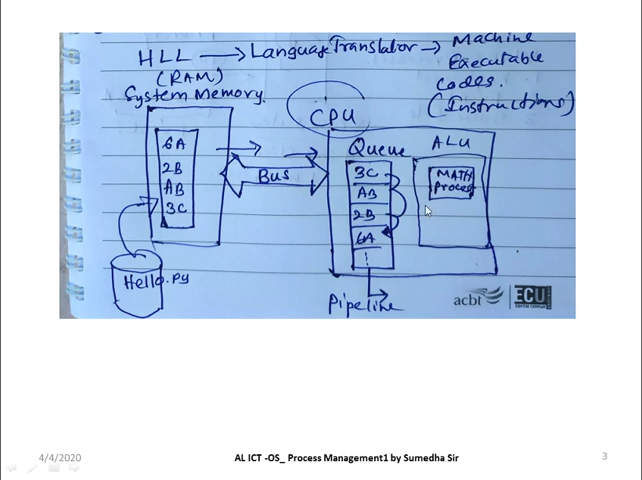 HLL → Language Translator → Machine
Executable
Codes.
(Instructions)
(RAM)
System Memory
CPU
6A
2B
AB
3C
Bus
Queue
3C
AB
2B
6A
ALU
MATH
Proces
Hello.py
Pipeline
acbt
ECU
4/4/2020
AL ICT -OS_ Process Management1 by Sumedha Sir
3